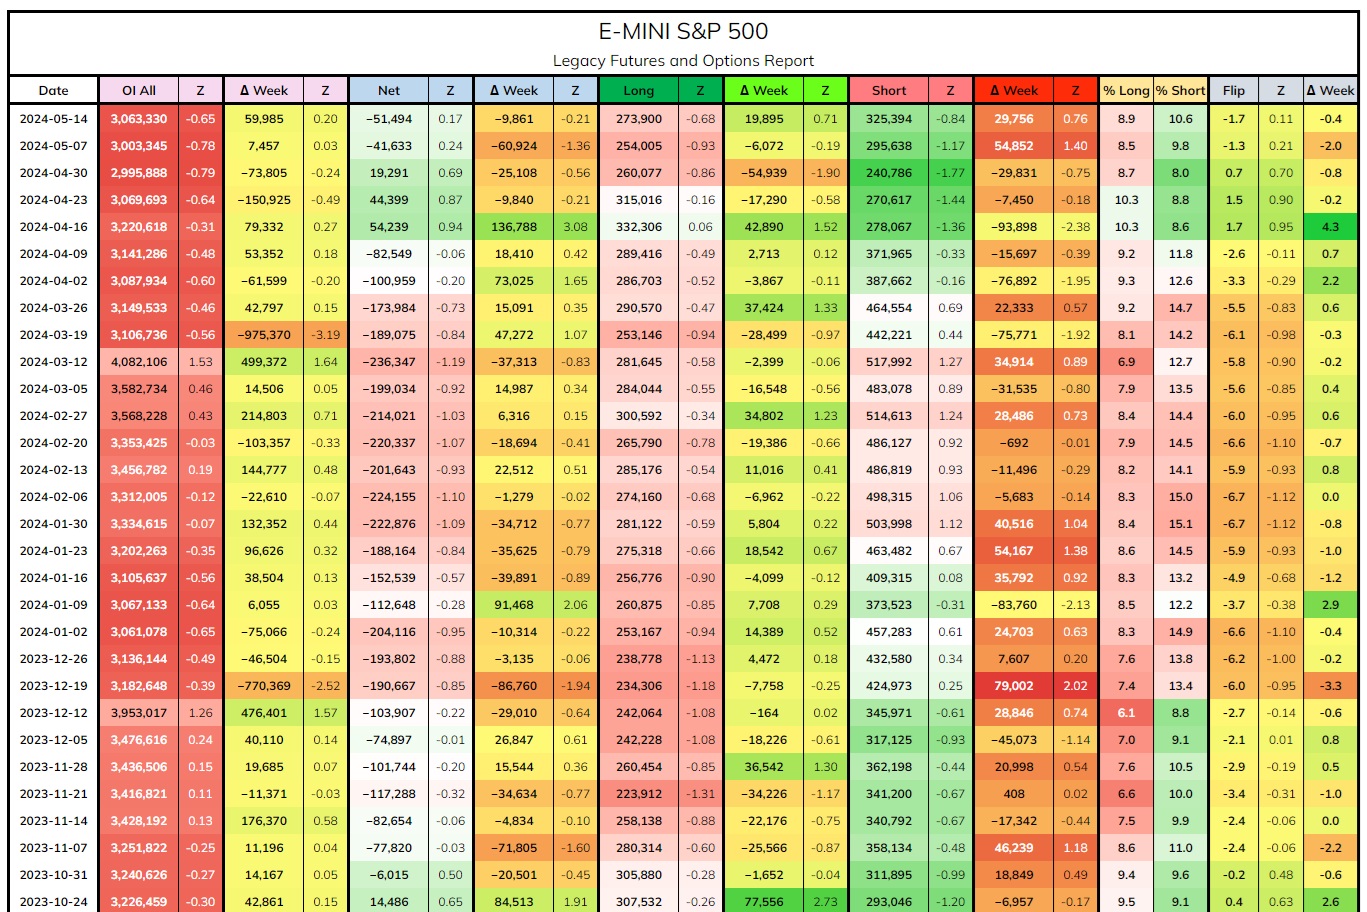 E-MINI S&P 500
Legacy Futures and Options Report
Date OI All Z Δ Week Z Net Z Δ Week Z Long Z Δ Week Z Short Z Δ Week Z % Long % Short Flip Z Δ Week
2024-05-14 3,063,330 -0.65 59,985 0.20 −51,494 0.17 −9,861 -0.21 273,900 -0.68 19,895 0.71 325,394 -0.84 29,756 0.76 8.9 10.6 -1.7 0.11 -0.4
2024-05-07 3,003,345 -0.78 7,457 0.03 −41,633 0.24 −60,924 -1.36 254,005 -0.93 −6,072 -0.19 295,638 -1.17 54,852 1.40 8.5 9.8 -1.3 0.21 -2.0
2024-04-30 2,995,888 -0.79 −73,805 -0.24 19,291 0.69 −25,108 -0.56 260,077 -0.86 −54,939 -1.90 240,786 -1.77 −29,831 -0.75 8.7 8.0 0.7 0.70 -0.8
2024-04-23 3,069,693 -0.64 −150,925 -0.49 44,399 0.87 −9,840 -0.21 315,016 -0.16 −17,290 -0.58 270,617 -1.44 −7,450 -0.18 10.3 8.8 1.5 0.90 -0.2
2024-04-16 3,220,618 -0.31 79,332 0.27 54,239 0.94 136,788 3.08 332,306 0.06 42,890 1.52 278,067 -1.36 −93,898 -2.38 10.3 8.6 1.7 0.95 4.3
2024-04-09 3,141,286 -0.48 53,352 0.18 −82,549 -0.06 18,410 0.42 289,416 -0.49 2,713 0.12 371,965 -0.33 −15,697 -0.39 9.2 11.8 -2.6 -0.11 0.7
2024-04-02 3,087,934 -0.60 −61,599 -0.20 −100,959 -0.20 73,025 1.65 286,703 -0.52 −3,867 -0.11 387,662 -0.16 −76,892 -1.95 9.3 12.6 -3.3 -0.29 2.2
2024-03-26 3,149,533 -0.46 42,797 0.15 −173,984 -0.73 15,091 0.35 290,570 -0.47 37,424 1.33 464,554 0.69 22,333 0.57 9.2 14.7 -5.5 -0.83 0.6
2024-03-19 3,106,736 -0.56 −975,370 -3.19 −189,075 -0.84 47,272 1.07 253,146 -0.94 −28,499 -0.97 442,221 0.44 −75,771 -1.92 8.1 14.2 -6.1 -0.98 -0.3
2024-03-12 4,082,106 1.53 499,372 1.64 −236,347 -1.19 −37,313 -0.83 281,645 -0.58 −2,399 -0.06 517,992 1.27 34,914 0.89 6.9 12.7 -5.8 -0.90 -0.2
2024-03-05 3,582,734 0.46 14,506 0.05 −199,034 -0.92 14,987 0.34 284,044 -0.55 −16,548 -0.56 483,078 0.89 −31,535 -0.80 7.9 13.5 -5.6 -0.85 0.4
2024-02-27 3,568,228 0.43 214,803 0.71 −214,021 -1.03 6,316 0.15 300,592 -0.34 34,802 1.23 514,613 1.24 28,486 0.73 8.4 14.4 -6.0 -0.95 0.6
2024-02-20 3,353,425 -0.03 −103,357 -0.33 −220,337 -1.07 −18,694 -0.41 265,790 -0.78 −19,386 -0.66 486,127 0.92 −692 -0.01 7.9 14.5 -6.6 -1.10 -0.7
2024-02-13 3,456,782 0.19 144,777 0.48 −201,643 -0.93 22,512 0.51 285,176 -0.54 11,016 0.41 486,819 0.93 −11,496 -0.29 8.2 14.1 -5.9 -0.93 0.8
2024-02-06 3,312,005 -0.12 −22,610 -0.07 −224,155 -1.10 −1,279 -0.02 274,160 -0.68 −6,962 -0.22 498,315 1.06 −5,683 -0.14 8.3 15.0 -6.7 -1.12 0.0
2024-01-30 3,334,615 -0.07 132,352 0.44 −222,876 -1.09 −34,712 -0.77 281,122 -0.59 5,804 0.22 503,998 1.12 40,516 1.04 8.4 15.1 -6.7 -1.12 -0.8
2024-01-23 3,202,263 -0.35 96,626 0.32 −188,164 -0.84 −35,625 -0.79 275,318 -0.66 18,542 0.67 463,482 0.67 54,167 1.38 8.6 14.5 -5.9 -0.93 -1.0
2024-01-16 3,105,637 -0.56 38,504 0.13 −152,539 -0.57 −39,891 -0.89 256,776 -0.90 −4,099 -0.12 409,315 0.08 35,792 0.92 8.3 13.2 -4.9 -0.68 -1.2
2024-01-09 3,067,133 -0.64 6,055 0.03 −112,648 -0.28 91,468 2.06 260,875 -0.85 7,708 0.29 373,523 -0.31 −83,760 -2.13 8.5 12.2 -3.7 -0.38 2.9
2024-01-02 3,061,078 -0.65 −75,066 -0.24 −204,116 -0.95 −10,314 -0.22 253,167 -0.94 14,389 0.52 457,283 0.61 24,703 0.63 8.3 14.9 -6.6 -1.10 -0.4
2023-12-26 3,136,144 -0.49 −46,504 -0.15 −193,802 -0.88 −3,135 -0.06 238,778 -1.13 4,472 0.18 432,580 0.34 7,607 0.20 7.6 13.8 -6.2 -1.00 -0.2
2023-12-19 3,182,648 -0.39 −770,369 -2.52 −190,667 -0.85 −86,760 -1.94 234,306 -1.18 −7,758 -0.25 424,973 0.25 79,002 2.02 7.4 13.4 -6.0 -0.95 -3.3
2023-12-12 3,953,017 1.26 476,401 1.57 −103,907 -0.22 −29,010 -0.64 242,064 -1.08 −164 0.02 345,971 -0.61 28,846 0.74 6.1 8.8 -2.7 -0.14 -0.6
2023-12-05 3,476,616 0.24 40,110 0.14 −74,897 -0.01 26,847 0.61 242,228 -1.08 −18,226 -0.61 317,125 -0.93 −45,073 -1.14 7.0 9.1 -2.1 0.01 0.8
2023-11-28 3,436,506 0.15 19,685 0.07 −101,744 -0.20 15,544 0.36 260,454 -0.85 36,542 1.30 362,198 -0.44 20,998 0.54 7.6 10.5 -2.9 -0.19 0.5
2023-11-21 3,416,821 0.11 −11,371 -0.03 −117,288 -0.32 −34,634 -0.77 223,912 -1.31 −34,226 -1.17 341,200 -0.67 408 0.02 6.6 10.0 -3.4 -0.31 -1.0
2023-11-14 3,428,192 0.13 176,370 0.58 −82,654 -0.06 −4,834 -0.10 258,138 -0.88 −22,176 -0.75 340,792 -0.67 −17,342 -0.44 7.5 9.9 -2.4 -0.06 0.0
2023-11-07 3,251,822 -0.25 11,196 0.04 −77,820 -0.03 −71,805 -1.60 280,314 -0.60 −25,566 -0.87 358,134 -0.48 46,239 1.18 8.6 11.0 -2.4 -0.06 -2.2
2023-10-31 3,240,626 -0.27 14,167 0.05 −6,015 0.50 −20,501 -0.45 305,880 -0.28 −1,652 -0.04 311,895 -0.99 18,849 0.49 9.4 9.6 -0.2 0.48 -0.6
2023-10-24 3,226,459 -0.30 42,861 0.15 14,486 0.65 84,513 1.91 307,532 -0.26 77,556 2.73 293,046 -1.20 −6,957 -0.17 9.5 9.1 0.4 0.63 2.6